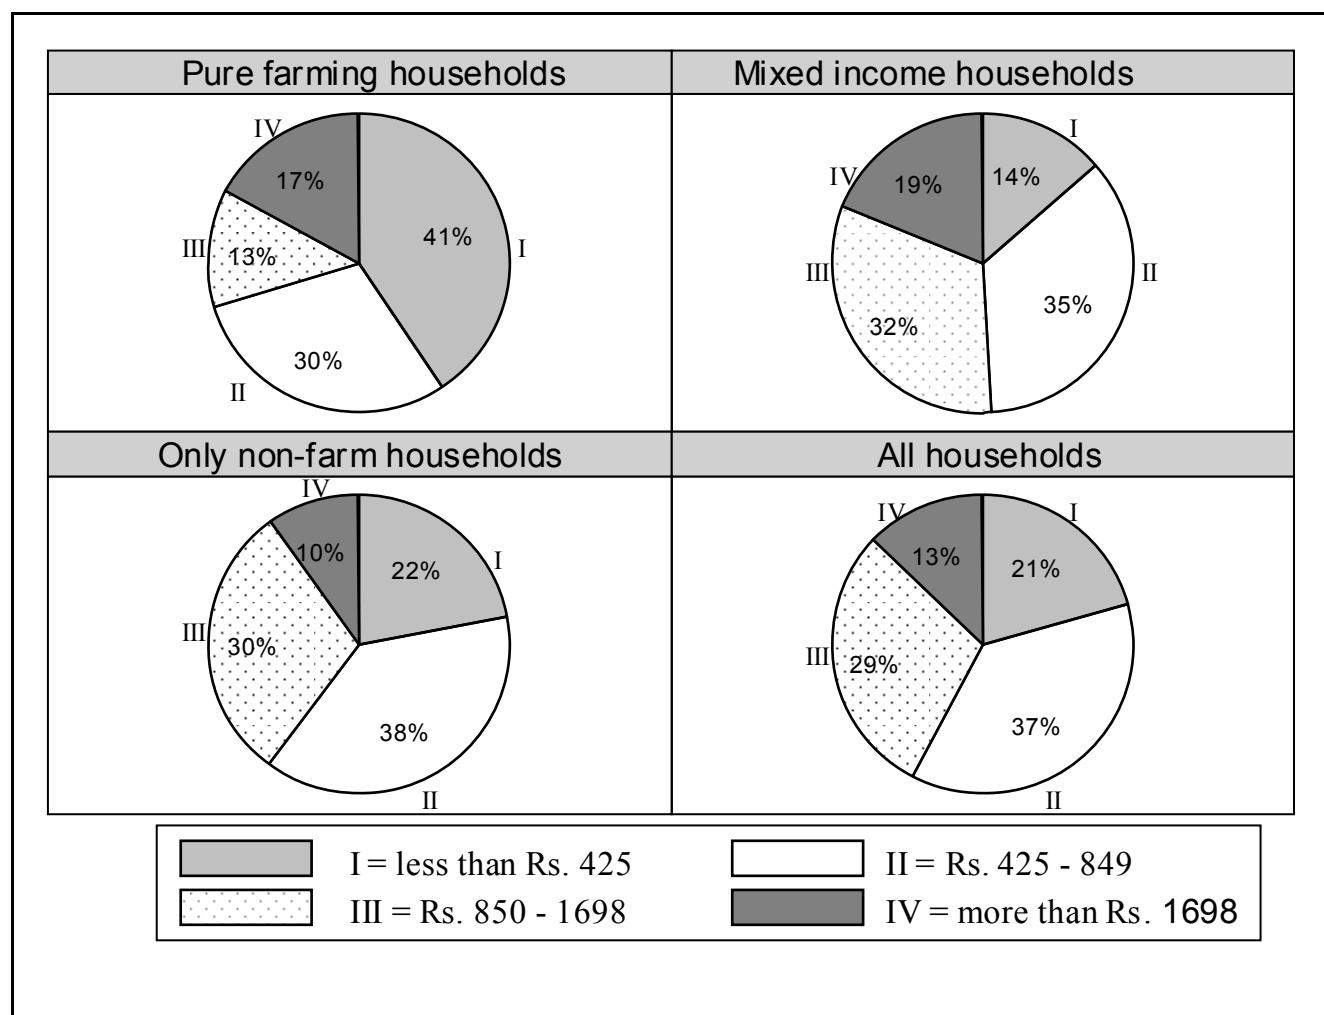 Pure farming households
Mixed income households
IV
17%
41%
I
III
13%
30%
II
I
IV
19%
14%
III
II
35%
32%
Only non-farm households
All households
IV
10%
22%
I
III
30%
38%
II
IV
I
13%
21%
III
29%
37%
II
I = less than Rs. 425
II = Rs. 425 - 849
III = Rs. 850 - 1698
IV = more than Rs. 1698